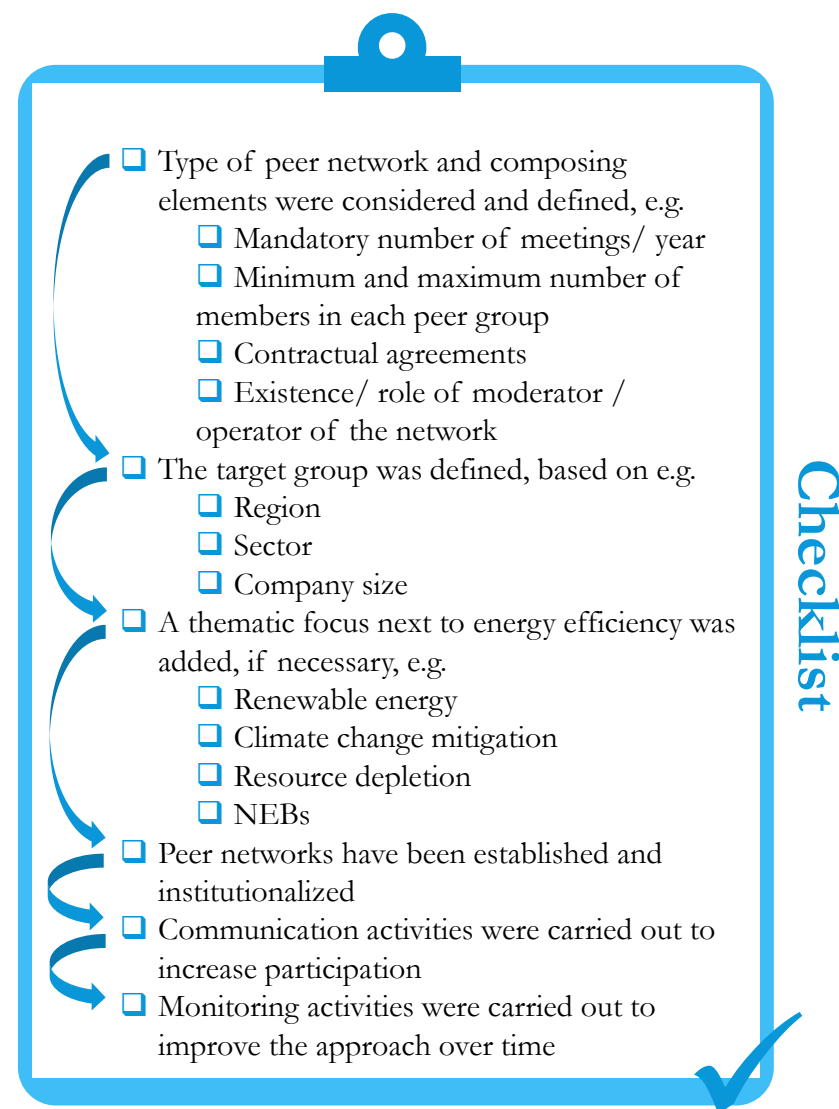 ❑ Type of peer network and composing
elements were considered and defined, e.g.
❑ Mandatory number of meetings/ year
❑ Minimum and maximum number of
members in each peer group
❑ Contractual agreements
❑ Existence/ role of moderator /
operator of the network
❑ The target group was defined, based on e.g.
❑ Region
❑ Sector
❑ Company size
❑ A thematic focus next to energy efficiency was
added, if necessary, e.g.
❑ Renewable energy
❑ Climate change mitigation
❑ Resource depletion
❑ NEBs
❑ Peer networks have been established and
institutionalized
❑ Communication activities were carried out to
increase participation
❑ Monitoring activities were carried out to
improve the approach over time
Checklist